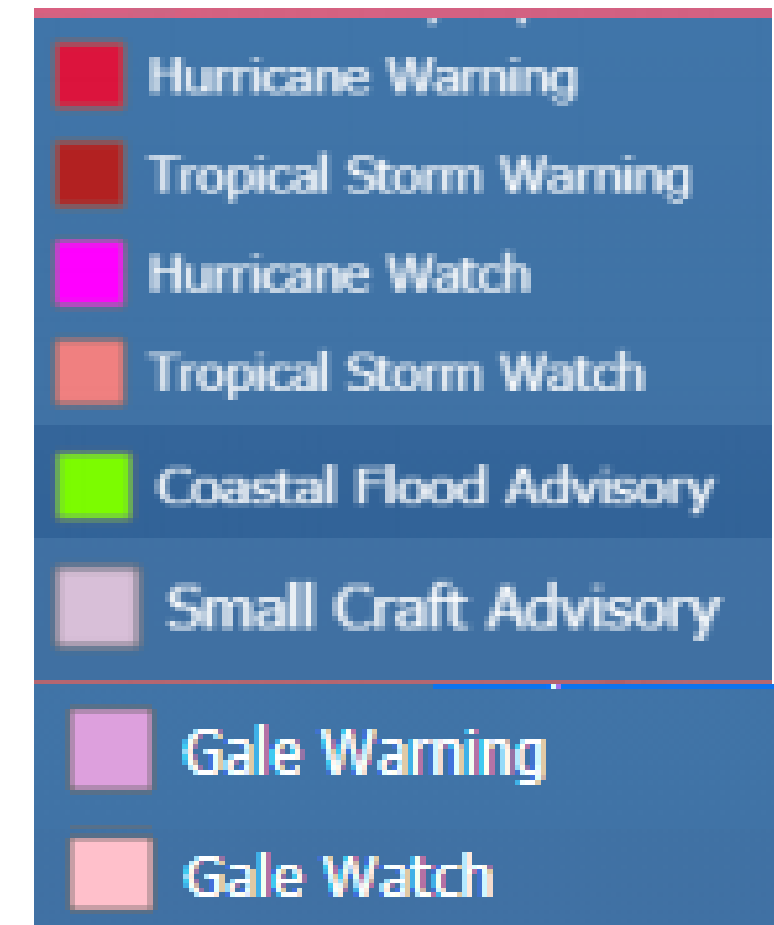 Hurricane Warning
Tropical Storm Warning
Hurricane Watch
Tropical Storm Watch
Coastal Flood Advisory
Small Craft Advisory
Gale Warning
Gale Watch